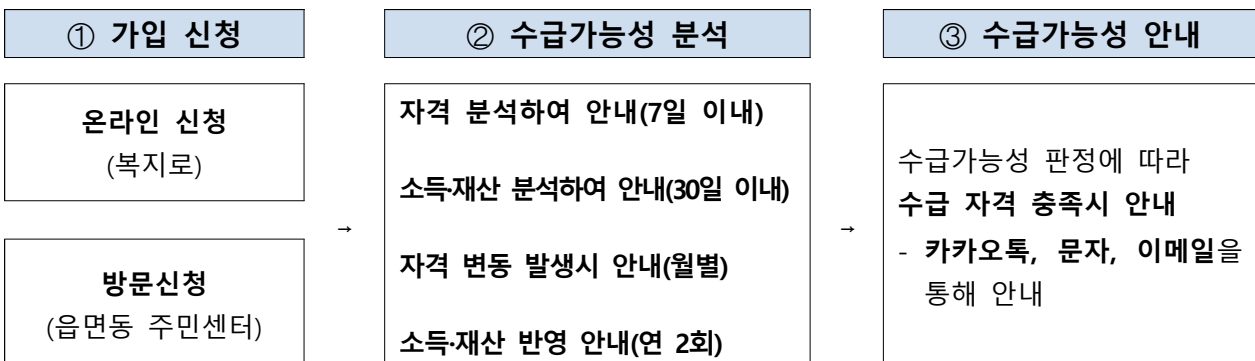 ① 가입 신청
온라인 신청
(복지로)
방문신청
(읍면동 주민센터)
→
② 수급가능성 분석
자격 분석하여 안내(7일 이내)
소득·재산 분석하여 안내(30일 이내)
자격 변동 발생시 안내(월별)
소득·재산 반영 안내(연 2회)
→
③ 수급가능성 안내
수급가능성 판정에 따라
수급 자격 충족시 안내
- 카카오톡, 문자, 이메일을
통해 안내